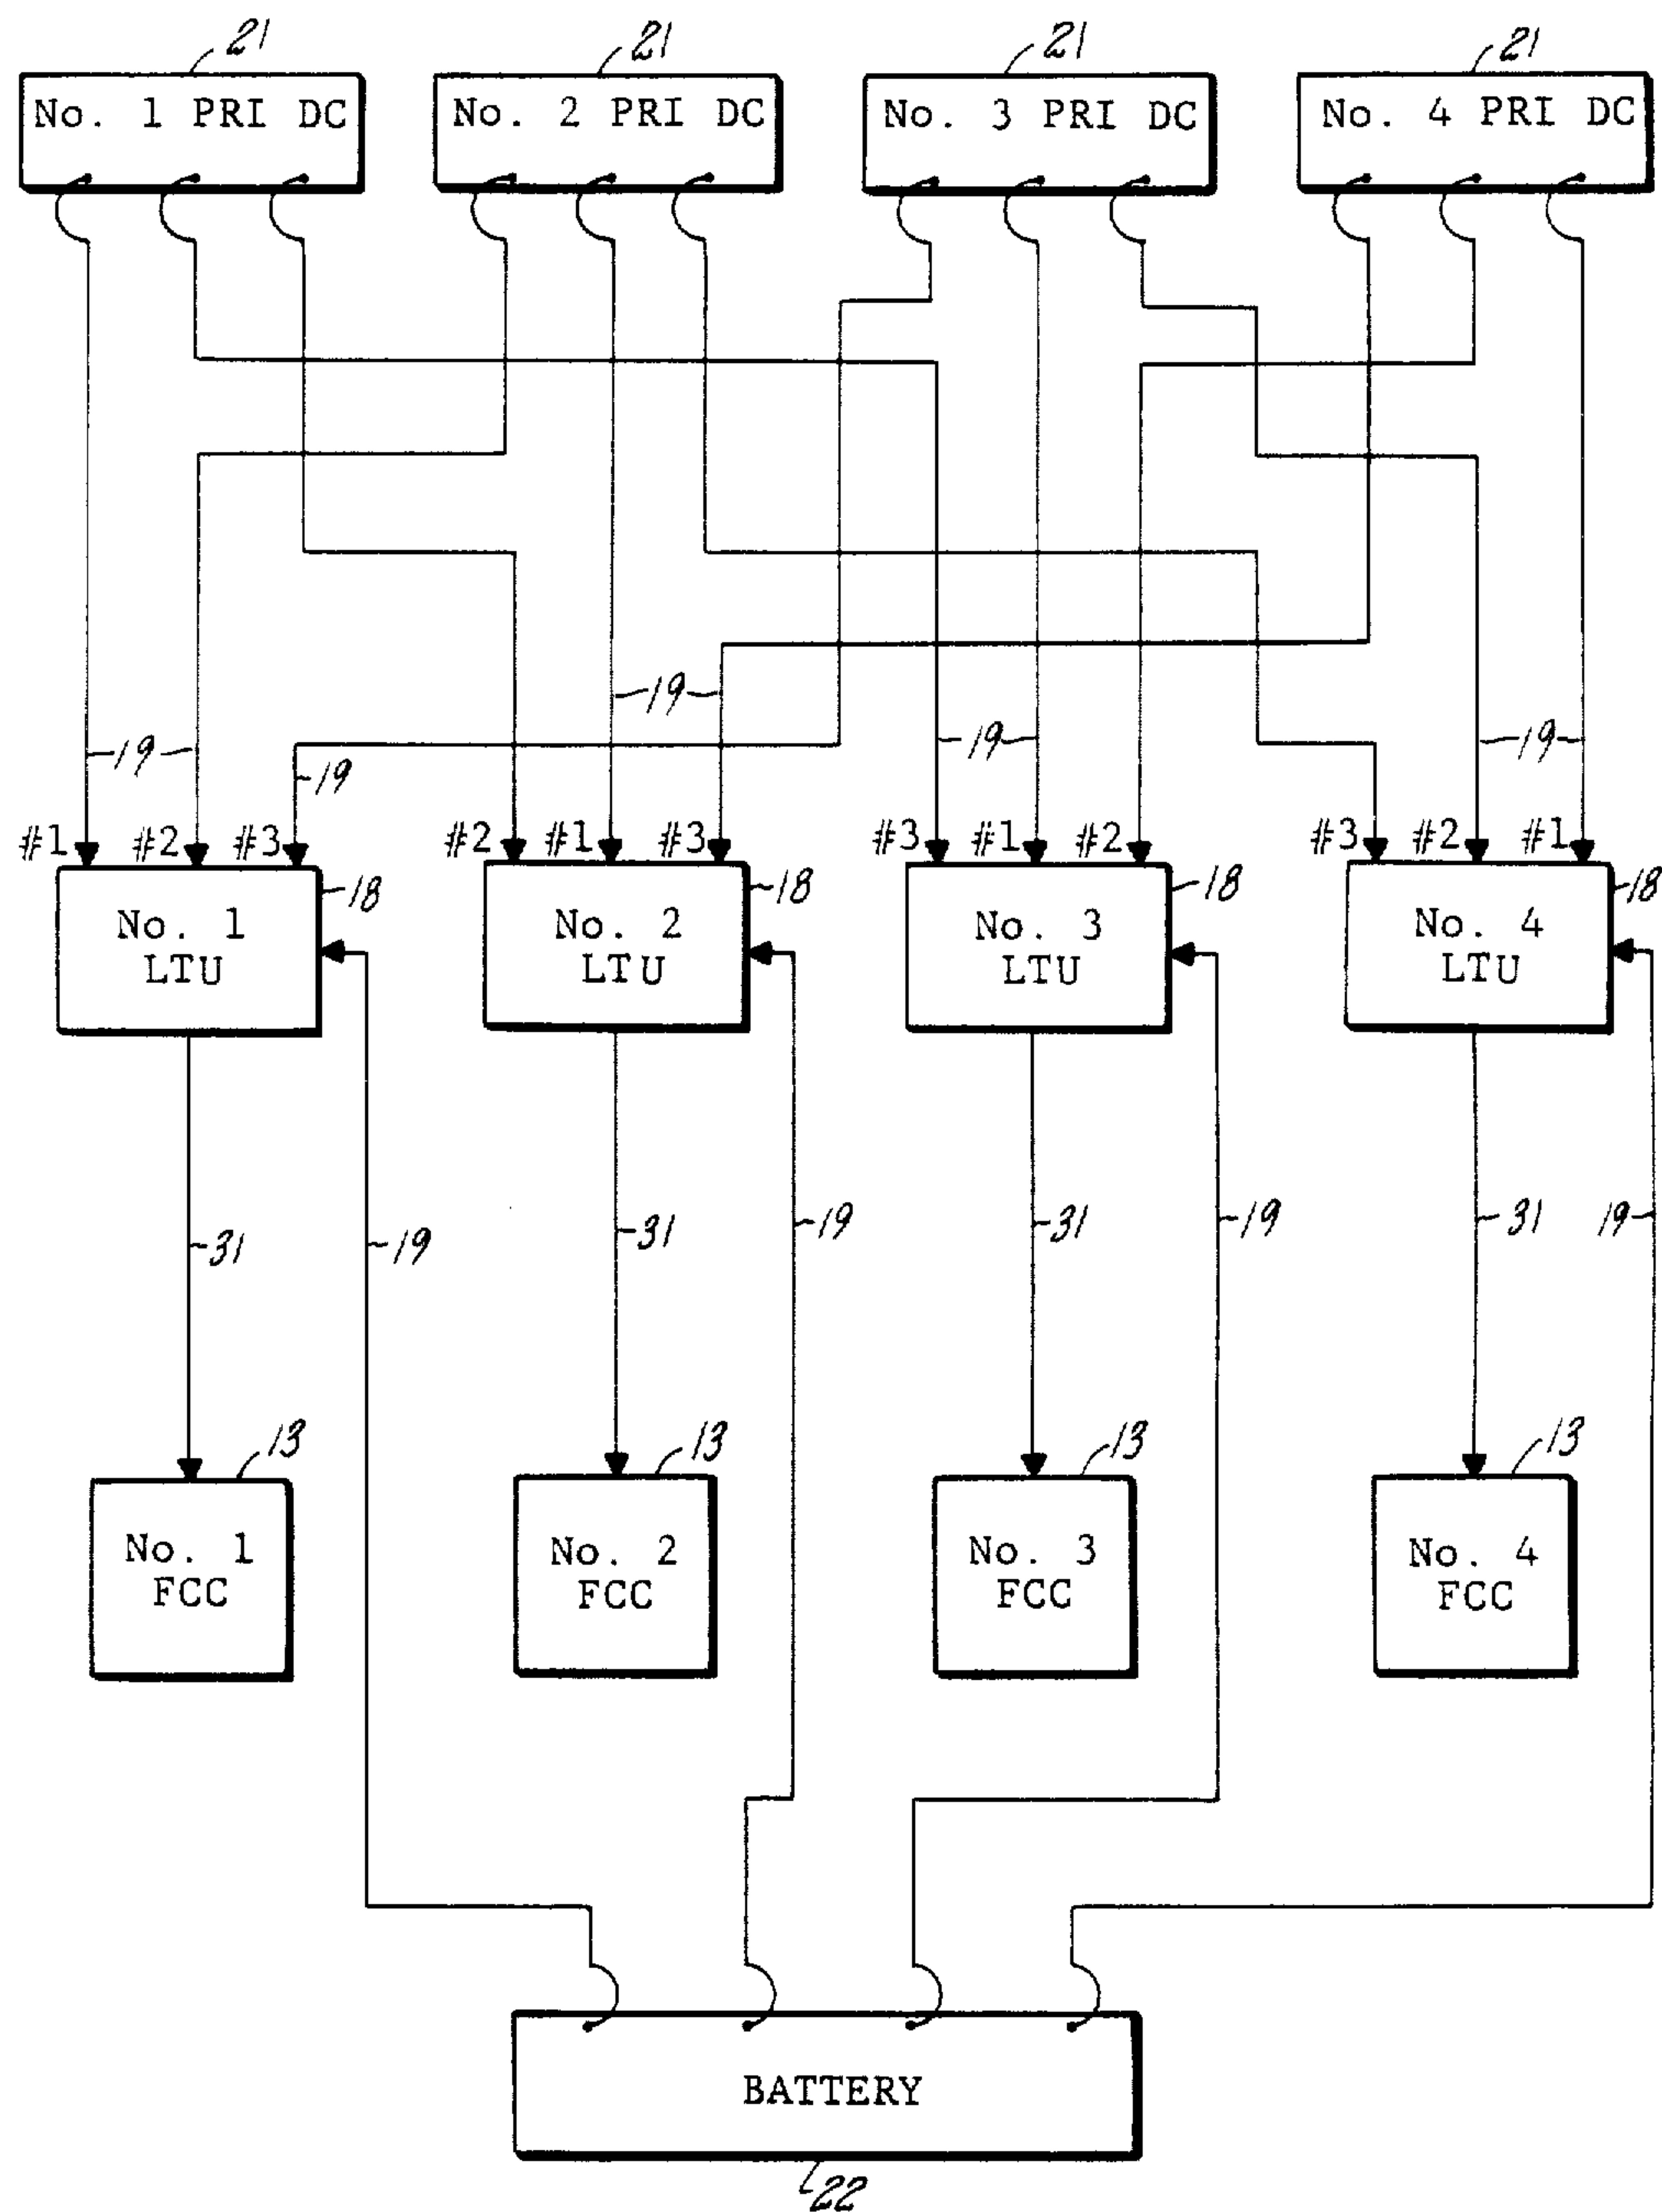 21 21 21 21
No. 1 PRI DC No. 2 PRI DC No. 3 PRI DC No. 4 PRI DC
19
19 19 19
19
#1 #2 #3 #2 #1 #3 #3 #1 #2 #3 #2 #1
18 18 18 18
No. 1 No. 2 No. 3 No. 4
LTU LTU LTU LTU
31 19 31 19 31 19 31 19
13 13 13 13
No. 1 No. 2 No. 3 No. 4
FCC FCC FCC FCC
BATTERY
22